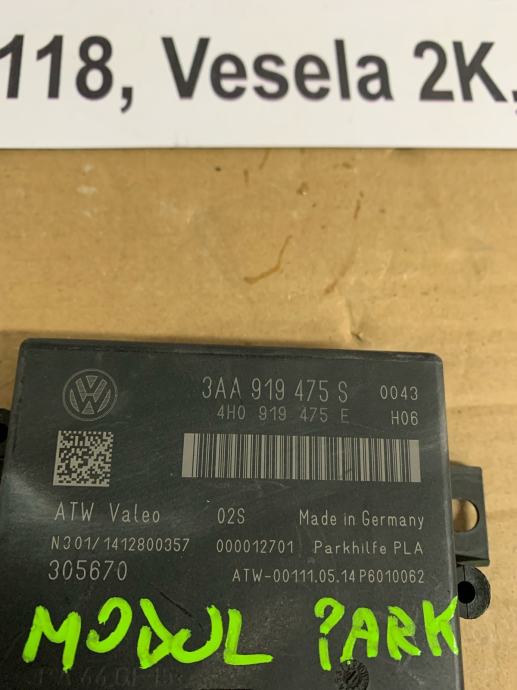 118, Vesela 2K,
3AA 919 475 S 0043
4H0 919 475 E H06
ATW Valeo 02S Made in Germany
N301/1412800357 000012701 Parkhilfe PLA
305670 ATW-00111.05.14P6010062
MODUL PARK